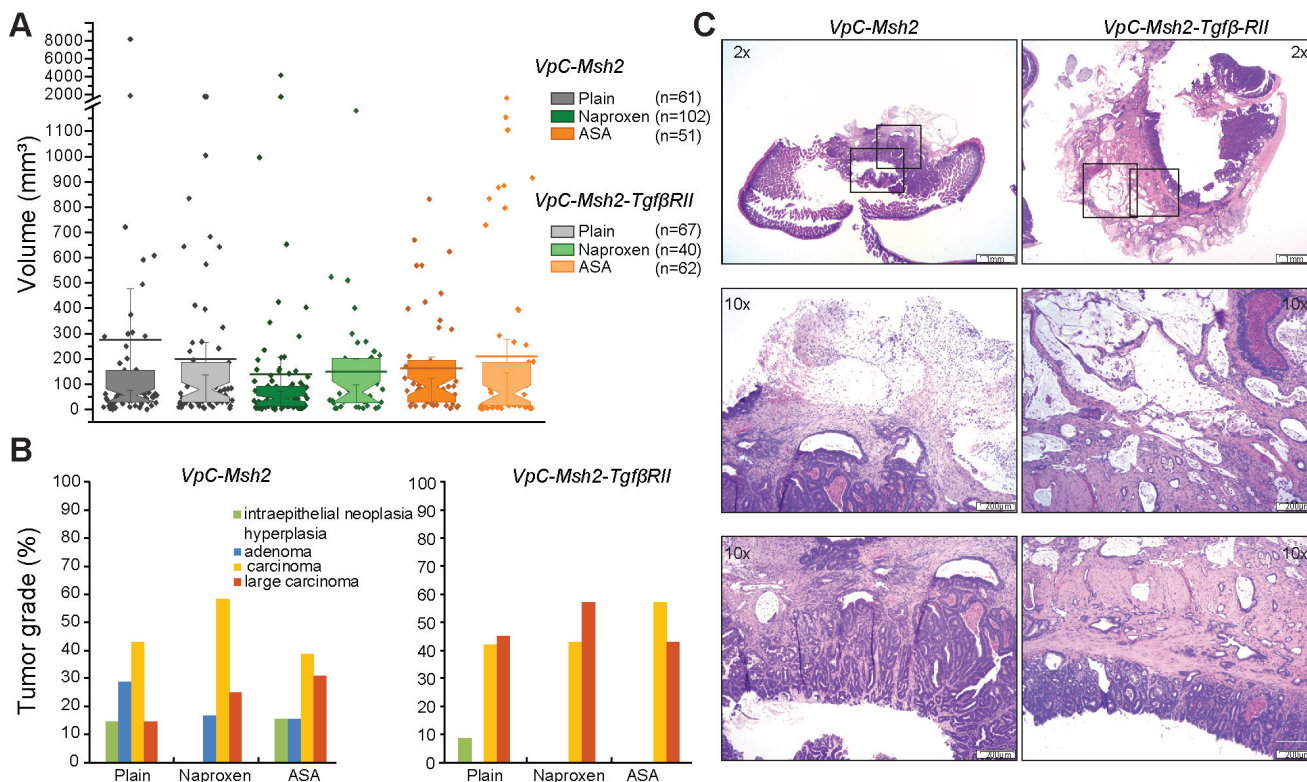 A
8000
6000
4000
2000
1100
1000
900
800
700
600
500
400
300
200
100
0
Volume (mm³)
VpC-Msh2
Plain (n=61)
Naproxen (n=102)
ASA (n=51)
VpC-Msh2-TgfβRII
Plain (n=67)
Naproxen (n=40)
ASA (n=62)
B
VpC-Msh2
100
90
80
70
60
50
40
30
20
10
0
Tumor grade (%)
intraepithelial neoplasia
hyperplasia
adenoma
carcinoma
large carcinoma
Plain Naproxen ASA
VpC-Msh2-TgfβRII
100
90
80
70
60
50
40
30
20
10
0
Plain Naproxen ASA
C
VpC-Msh2 VpC-Msh2-Tgfβ-RII
2x 2x
1mm 1mm
10x 10x
200µm 200µm
10x 10x
200µm 200µm